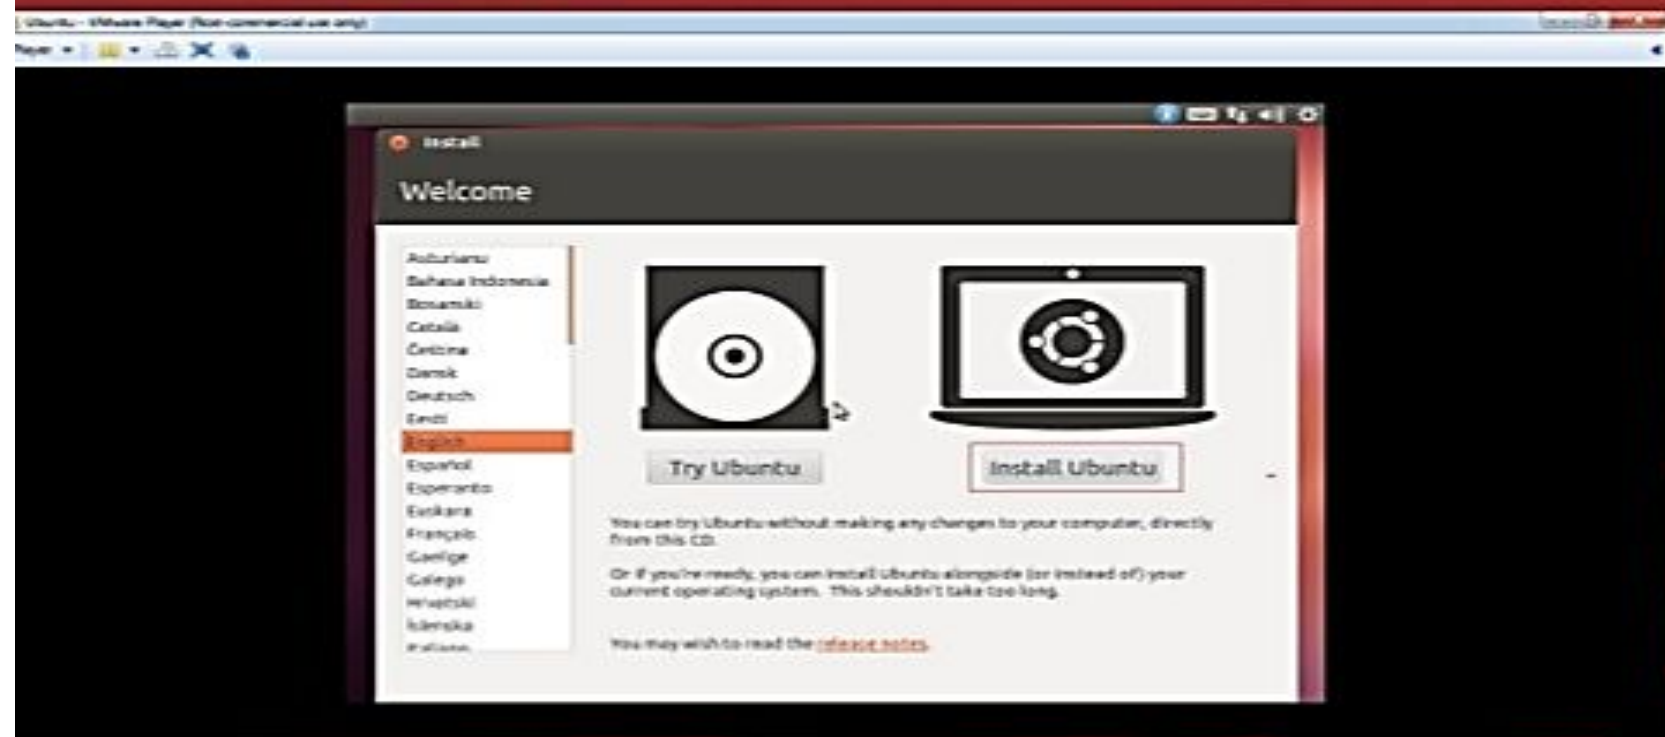 Ubuntu - VMware Player (Non-commercial use only)
Player
Install
Welcome
Asturianu
Bahasa Indonesia
Bosanski
Català
Čeština
Dansk
Deutsch
Eesti
English
Español
Esperanto
Euskara
Français
Gaeilge
Galego
Hrvatski
Íslenska
Italiano
Try Ubuntu
Install Ubuntu
You can try Ubuntu without making any changes to your computer, directly
from this CD.
Or if you're ready, you can install Ubuntu alongside (or instead of) your
current operating system. This shouldn't take too long.
You may wish to read the release notes.